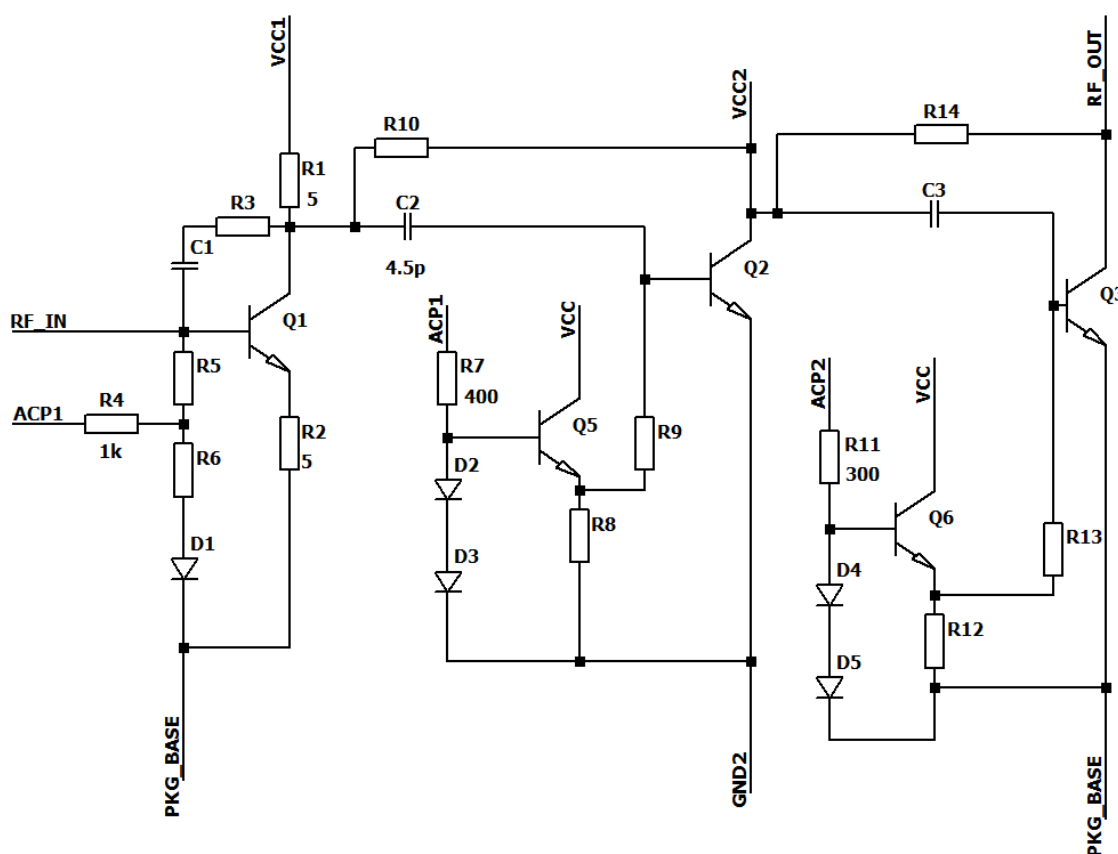 VCC1
RF_OUT
VCC2
R10
R14
R1
5
R3
C2
C3
C1
4.5p
Q2
Q3
RF_IN
Q1
ACP1
VCC
R5
R7
400
ACP2
VCC
R4
ACP1
1k
R2
5
Q5
R9
R6
R11
300
D2
Q6
R8
R13
D1
D3
D4
R12
D5
PKG_BASE
GND2
PKG_BASE